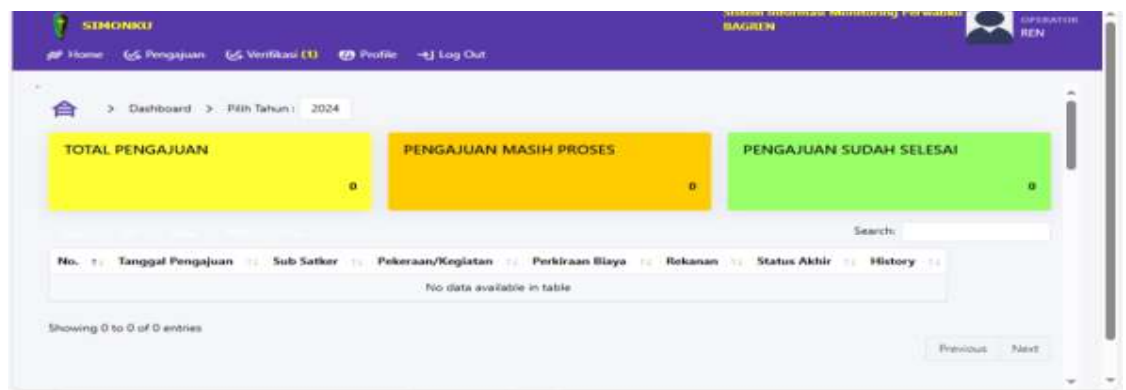 SIMONKU
Sistem Informasi Monitoring Perwabku
BAGREN
OPERATOR
REN
Home Pengajuan Verifikasi (1) Profile Log Out
> Dashboard > Pilih Tahun : 2024
TOTAL PENGAJUAN
0
PENGAJUAN MASIH PROSES
0
PENGAJUAN SUDAH SELESAI
0
Search:
No. Tanggal Pengajuan Sub Satker Pekeraan/Kegiatan Perkiraan Biaya Rekanan Status Akhir History
No data available in table
Showing 0 to 0 of 0 entries
Previous Next